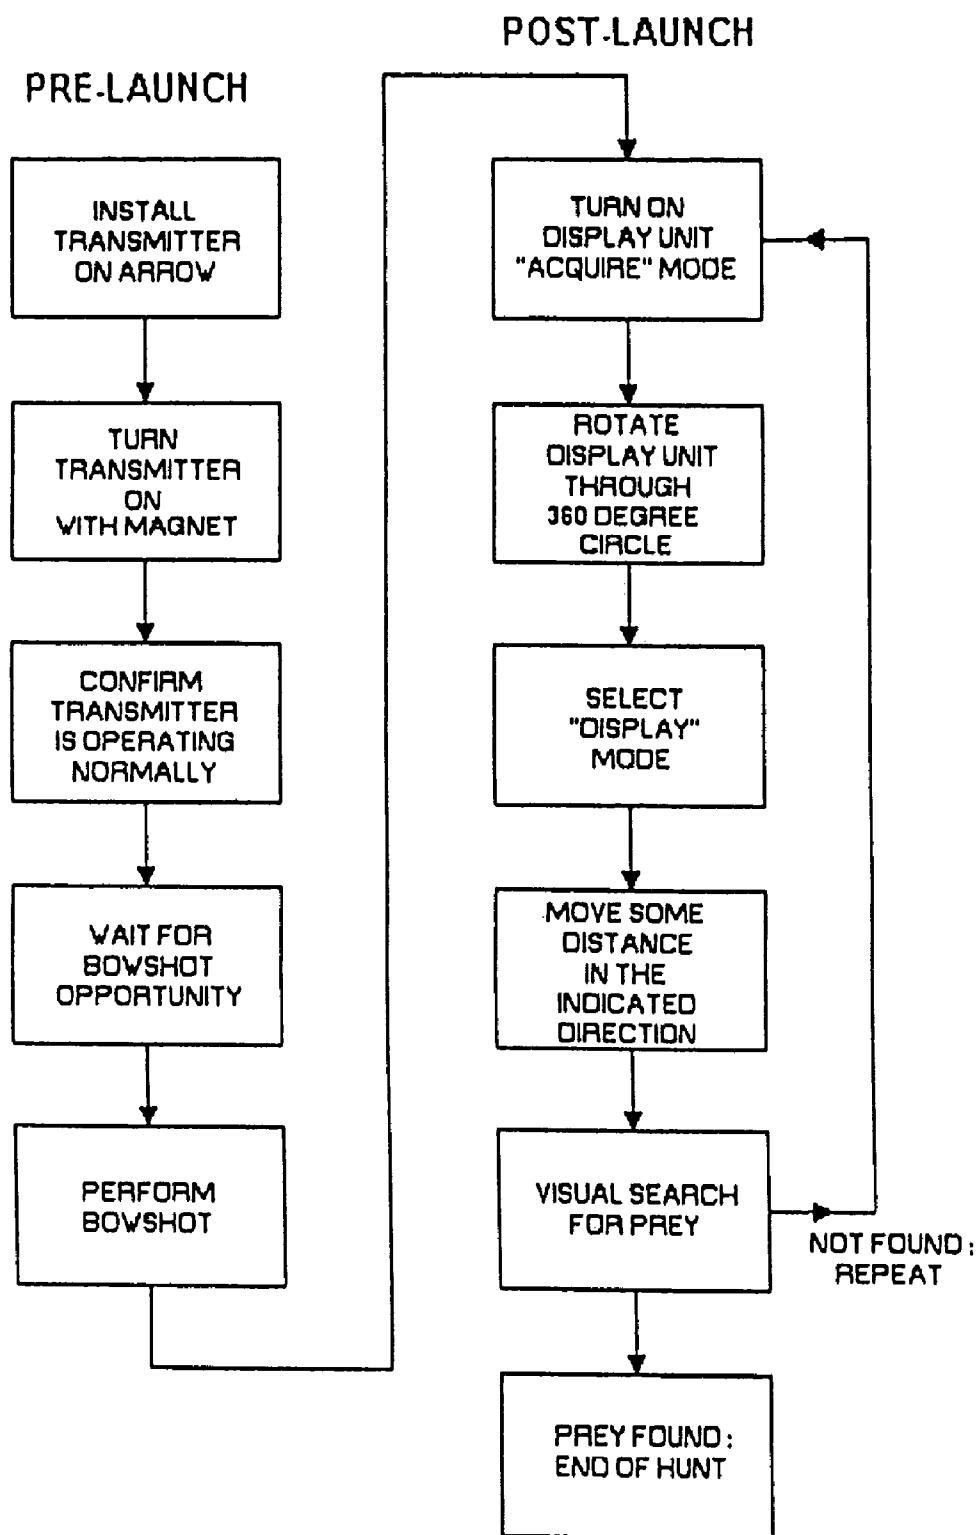 PRE-LAUNCH
INSTALL
TRANSMITTER
ON ARROW
TURN
TRANSMITTER
ON
WITH MAGNET
CONFIRM
TRANSMITTER
IS OPERATING
NORMALLY
WAIT FOR
BOWSHOT
OPPORTUNITY
PERFORM
BOWSHOT
POST-LAUNCH
TURN ON
DISPLAY UNIT
"ACQUIRE" MODE
ROTATE
DISPLAY UNIT
THROUGH
360 DEGREE
CIRCLE
SELECT
"DISPLAY"
MODE
MOVE SOME
DISTANCE
IN THE
INDICATED
DIRECTION
VISUAL SEARCH
FOR PREY
NOT FOUND:
REPEAT
PREY FOUND:
END OF HUNT